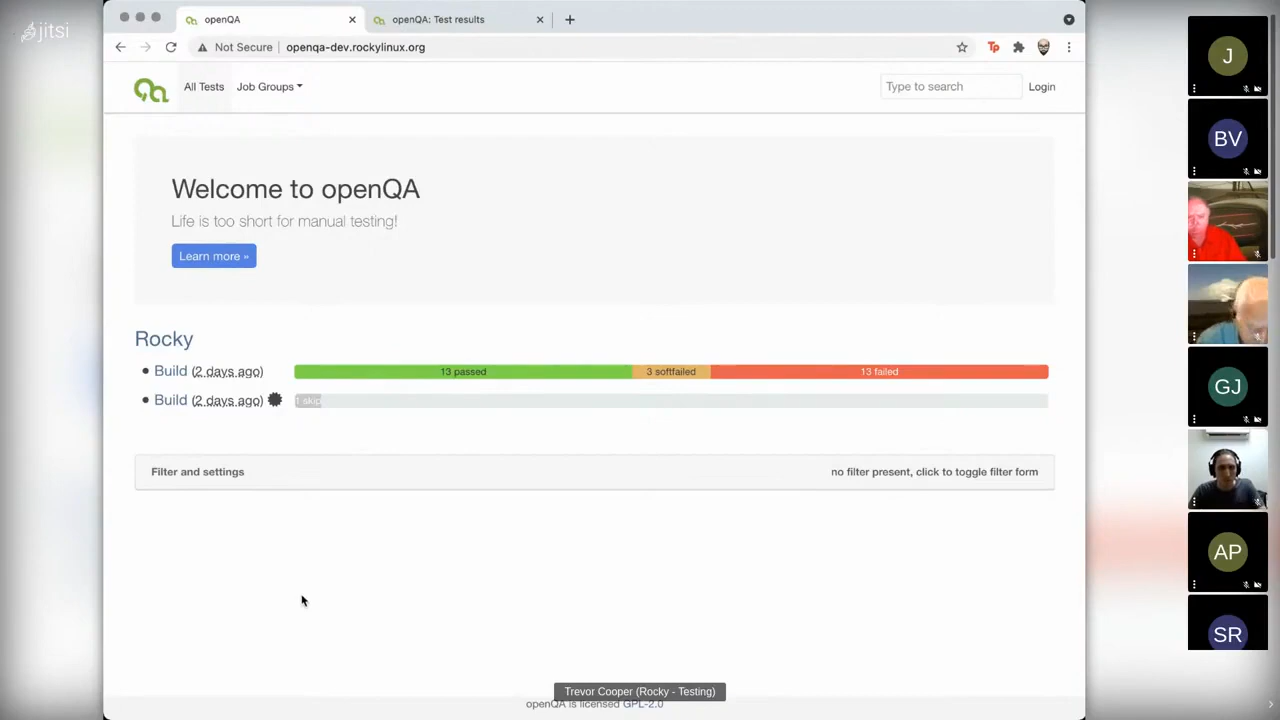 jitsi
openQA
openQA: Test results
Not Secure
openqa-dev.rockylinux.org
Tp
All Tests
Job Groups
Type to search
Login
Welcome to openQA
Life is too short for manual testing!
Learn more »
Rocky
Build (2 days ago)
13 passed
3 softfailed
13 failed
Build (2 days ago)
1 skip
Filter and settings
no filter present, click to toggle filter form
Trevor Cooper (Rocky - Testing)
openQA is licensed GPL-2.0
J
BV
GJ
AP
SR